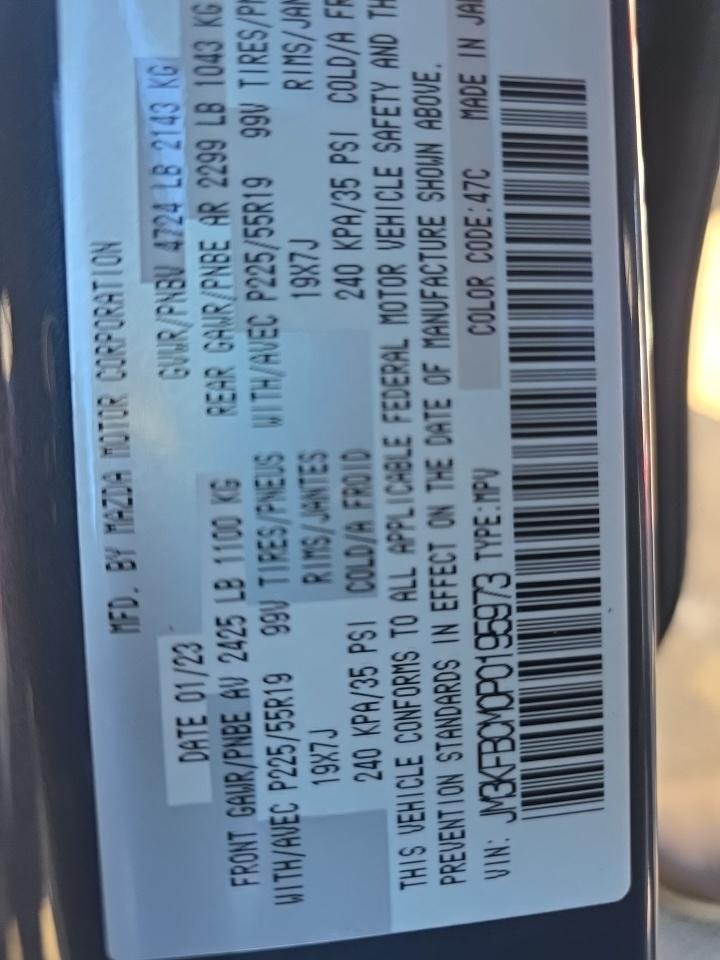 MFD. BY MAZDA MOTOR CORPORATION
DATE 01/23 GVWR/PNBV 4724 LB 2143 KG
FRONT GAWR/PNBE AV 2425 LB 1100 KG REAR GAWR/PNBE AR 2299 LB 1043 KG
WITH/AVEC P225/55R19 99V TIRES/PNEUS WITH/AVEC P225/55R19 99V TIRES/PN
19X7J RIMS/JANTES 19X7J RIMS/JAN
240 KPA/35 PSI COLD/A FROID 240 KPA/35 PSI COLD/A FR
THIS VEHICLE CONFORMS TO ALL APPLICABLE FEDERAL MOTOR VEHICLE SAFETY AND TH
PREVENTION STANDARDS IN EFFECT ON THE DATE OF MANUFACTURE SHOWN ABOVE.
VIN: JM3KFBCM0P0195973 TYPE:MPV COLOR CODE:47C MADE IN JAP